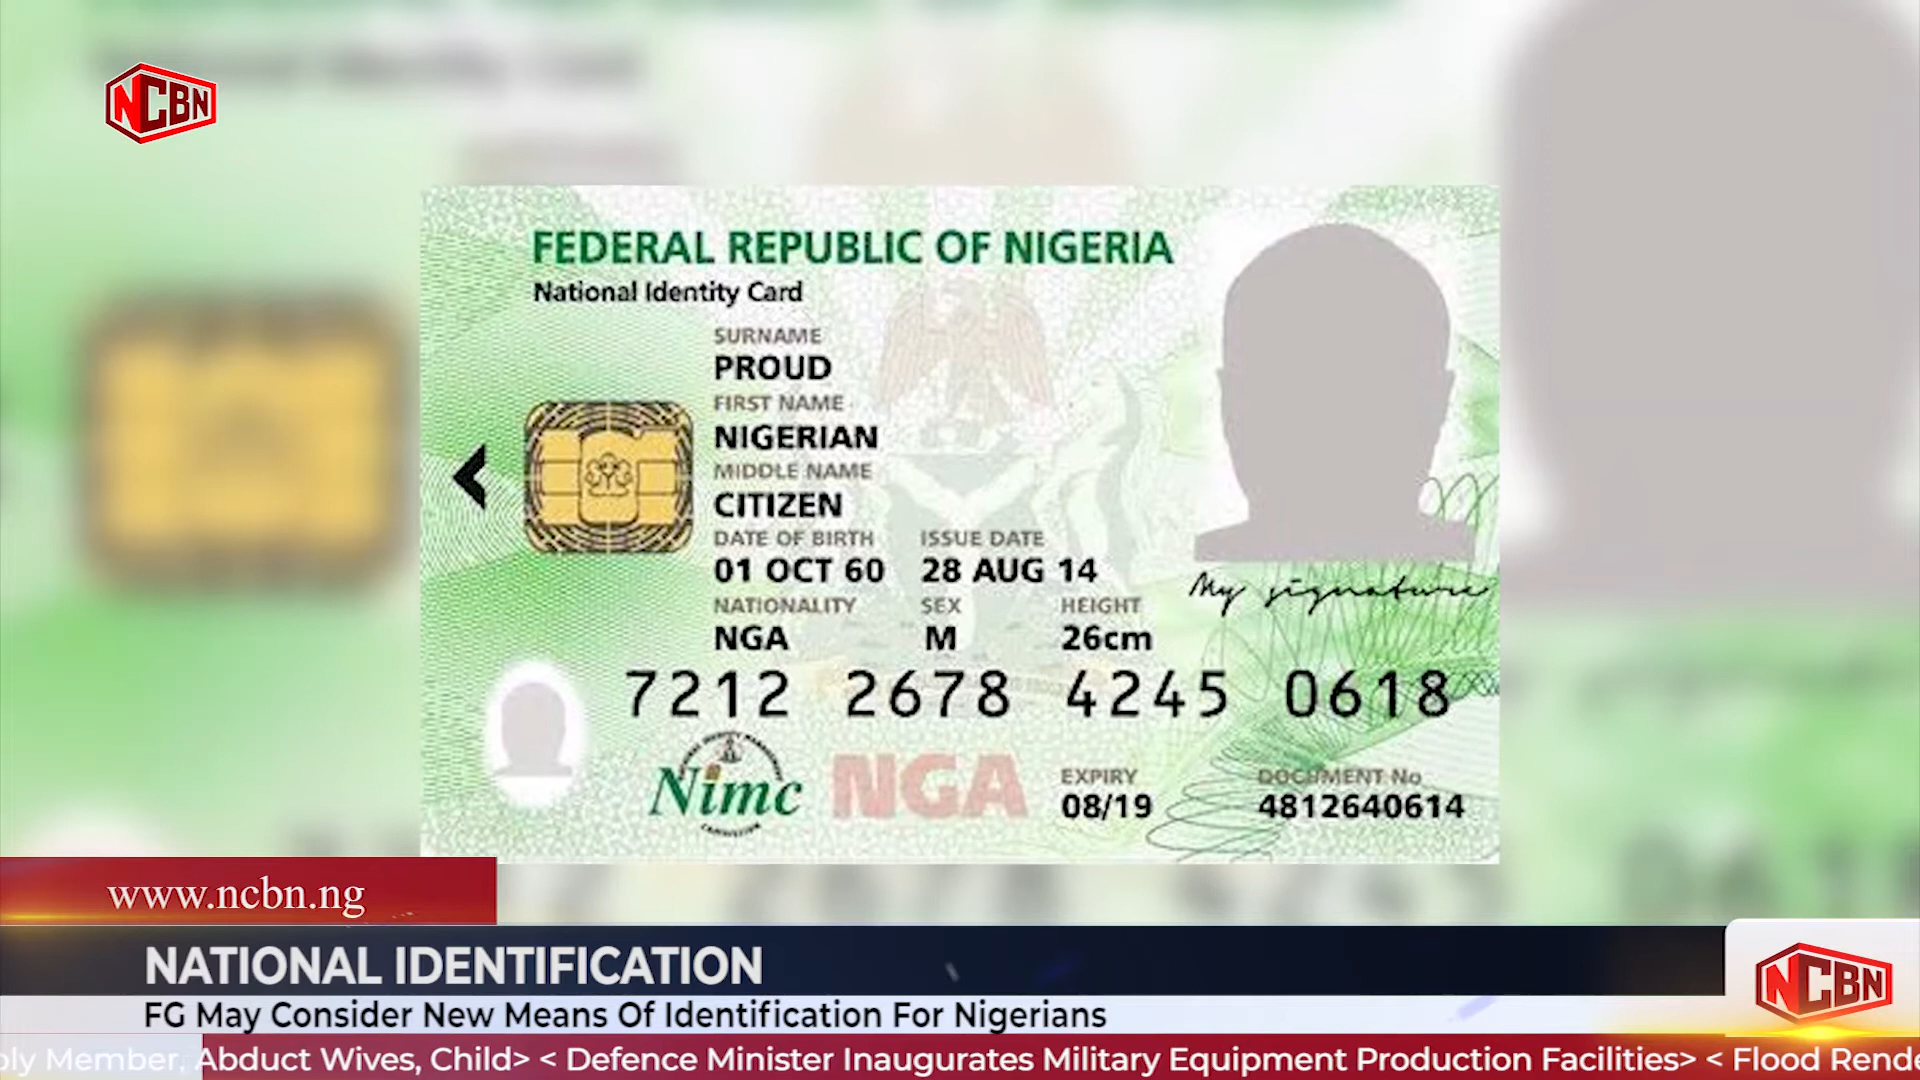 NCBN
FEDERAL REPUBLIC OF NIGERIA
National Identity Card
SURNAME
PROUD
FIRST NAME
NIGERIAN
MIDDLE NAME
CITIZEN
DATE OF BIRTH ISSUE DATE
01 OCT 60 28 AUG 14
NATIONALITY SEX HEIGHT
NGA M 26cm
My signature
7212 2678 4245 0618
Nimc NGA
EXPIRY DOCUMENT No
08/19 4812640614
www.ncbn.ng
NATIONAL IDENTIFICATION
FG May Consider New Means Of Identification For Nigerians
NCBN
Member, Abduct Wives, Child> < Defence Minister Inaugurates Military Equipment Production Facilities> < Flood